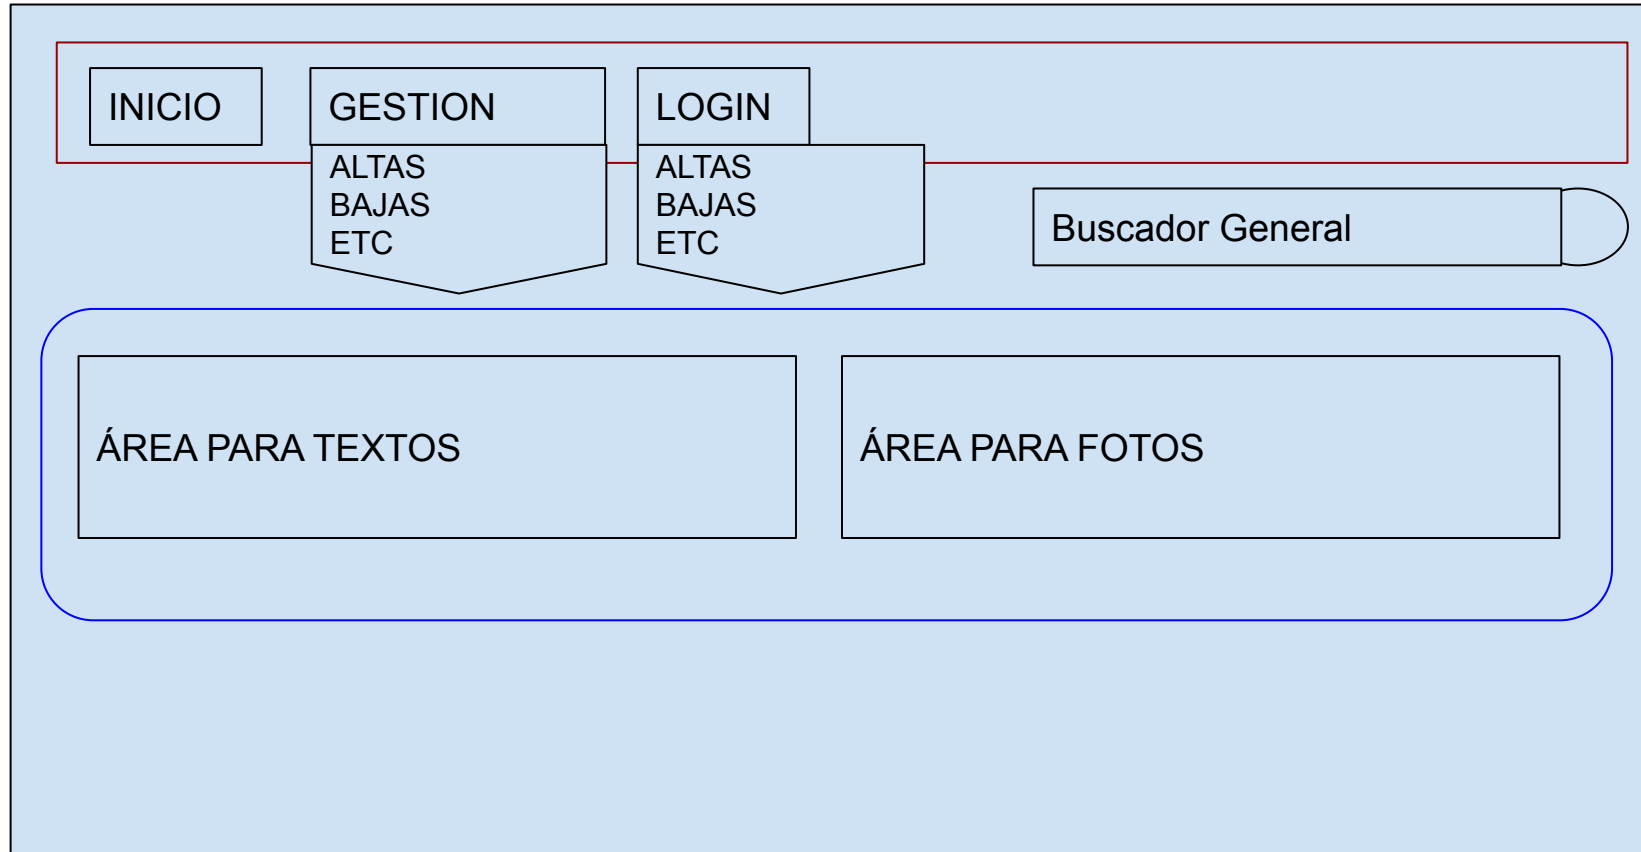 INICIO
GESTION
LOGIN
ALTAS
BAJAS
ETC
ALTAS
BAJAS
ETC
Buscador General
ÁREA PARA TEXTOS
ÁREA PARA FOTOS